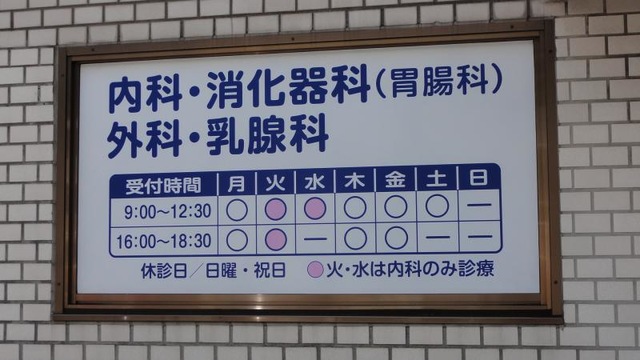 内科・消化器科(胃腸科)
外科・乳腺科
受付時間 月 火 水 木 金 土 日
9:00～12:30 ○ ● ● ○ ○ ○ ―
16:00～18:30 ○ ● ― ○ ○ ― ―
休診日／日曜・祝日 ●火・水は内科のみ診療